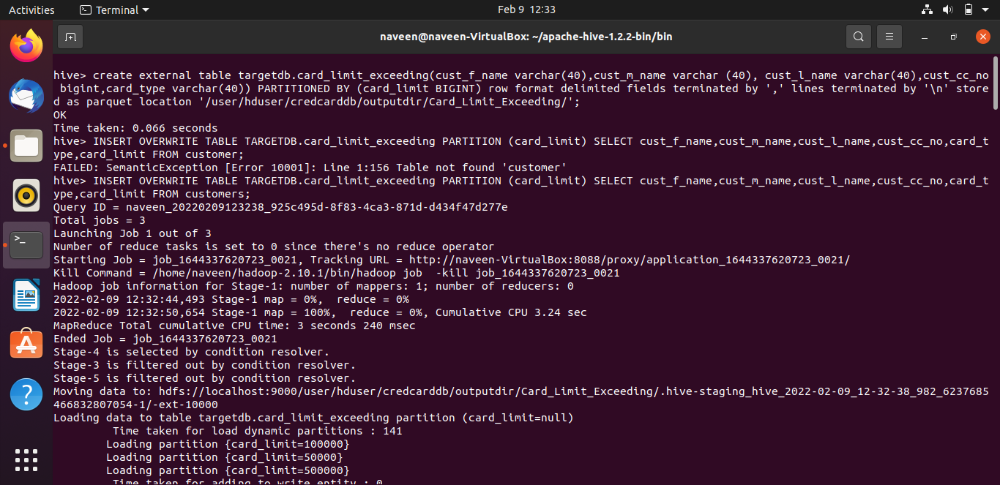 Activities
Terminal
Feb 9 12:33
naveen@naveen-VirtualBox: ~/apache-hive-1.2.2-bin/bin
hive> create external table targetdb.card_limit_exceeding(cust_f_name varchar(40),cust_m_name varchar (40), cust_l_name varchar(40),cust_cc_no
bigint,card_type varchar(40)) PARTITIONED BY (card_limit BIGINT) row format delimited fields terminated by ',' lines terminated by '\n' store
d as parquet location '/user/hduser/credcarddb/outputdir/Card_Limit_Exceeding/';
OK
Time taken: 0.066 seconds
hive> INSERT OVERWRITE TABLE TARGETDB.card_limit_exceeding PARTITION (card_limit) SELECT cust_f_name,cust_m_name,cust_l_name,cust_cc_no,card_t
ype,card_limit FROM customer;
FAILED: SemanticException [Error 10001]: Line 1:156 Table not found 'customer'
hive> INSERT OVERWRITE TABLE TARGETDB.card_limit_exceeding PARTITION (card_limit) SELECT cust_f_name,cust_m_name,cust_l_name,cust_cc_no,card_t
ype,card_limit FROM customers;
Query ID = naveen_20220209123238_925c495d-8f83-4ca3-871d-d434f47d277e
Total jobs = 3
Launching Job 1 out of 3
Number of reduce tasks is set to 0 since there's no reduce operator
Starting Job = job_1644337620723_0021, Tracking URL = http://naveen-VirtualBox:8088/proxy/application_1644337620723_0021/
Kill Command = /home/naveen/hadoop-2.10.1/bin/hadoop job  -kill job_1644337620723_0021
Hadoop job information for Stage-1: number of mappers: 1; number of reducers: 0
2022-02-09 12:32:44,493 Stage-1 map = 0%,  reduce = 0%
2022-02-09 12:32:50,654 Stage-1 map = 100%,  reduce = 0%, Cumulative CPU 3.24 sec
MapReduce Total cumulative CPU time: 3 seconds 240 msec
Ended Job = job_1644337620723_0021
Stage-4 is selected by condition resolver.
Stage-3 is filtered out by condition resolver.
Stage-5 is filtered out by condition resolver.
Moving data to: hdfs://localhost:9000/user/hduser/credcarddb/outputdir/Card_Limit_Exceeding/.hive-staging_hive_2022-02-09_12-32-38_982_6237685
466832807054-1/-ext-10000
Loading data to table targetdb.card_limit_exceeding partition (card_limit=null)
Time taken for load dynamic partitions : 141
Loading partition {card_limit=100000}
Loading partition {card_limit=50000}
Loading partition {card_limit=500000}
Time taken for adding to write entity : 0